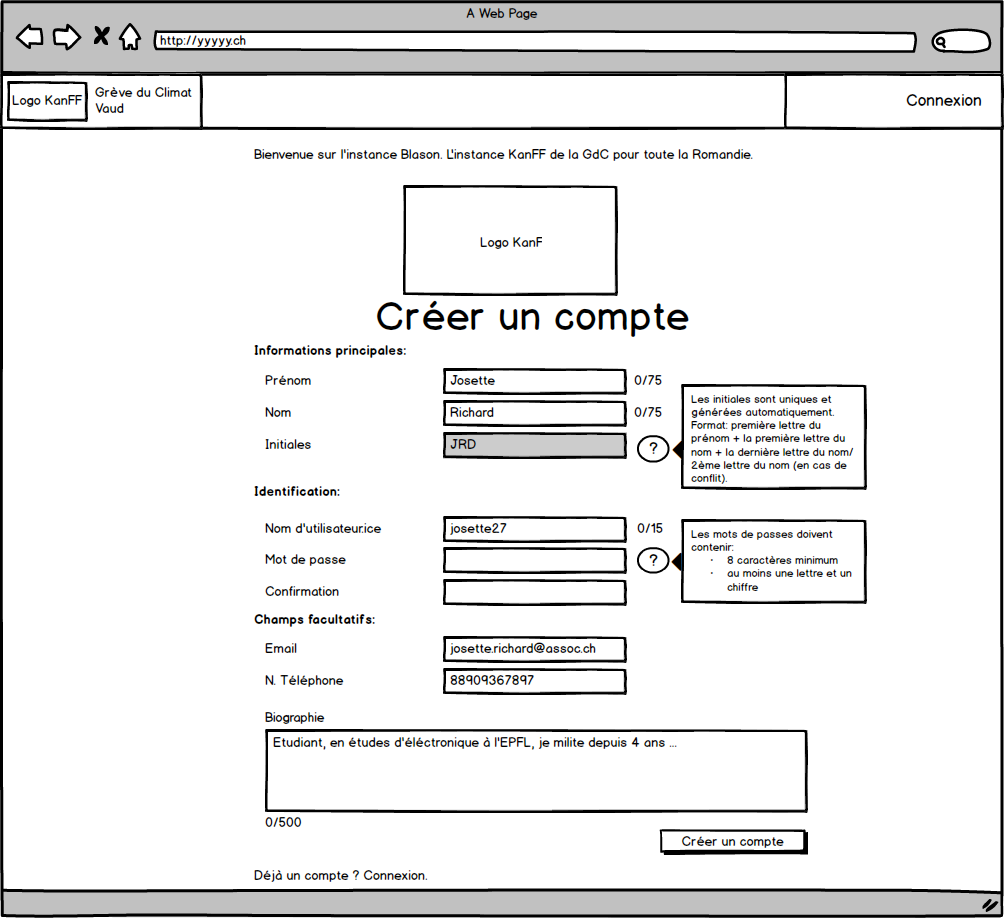 A Web Page
http://yyyyy.ch
Logo KanFF
Grève du Climat
Vaud
Connexion
Bienvenue sur l'instance Blason. L'instance KanFF de la GdC pour toute la Romandie.
Logo KanF
Créer un compte
Informations principales:
Prénom
Josette
0/75
Nom
Richard
0/75
Initiales
JRD
?
Les initiales sont uniques et
générées automatiquement.
Format: première lettre du
prénom + la première lettre du
nom + la dernière lettre du nom/
2ème lettre du nom (en cas de
conflit).
Identification:
Nom d'utilisateur.ice
josette27
0/15
Mot de passe
?
Les mots de passes doivent
contenir:
· 8 caractères minimum
· au moins une lettre et un
chiffre
Confirmation
Champs facultatifs:
Email
josette.richard@assoc.ch
N. Téléphone
88909367897
Biographie
Etudiant, en études d'éléctronique à l'EPFL, je milite depuis 4 ans ...
0/500
Créer un compte
Déjà un compte ? Connexion.